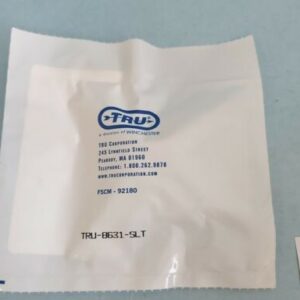 TRU
a division of WINCHESTER
TRU CORPORATION
245 LYNNFIELD STREET
PEABODY, MA 01960
TELEPHONE: 1.800.262.9878
WWW.TRUCORPORATION.COM
FSCM - 92180
TRU-8631-SLT